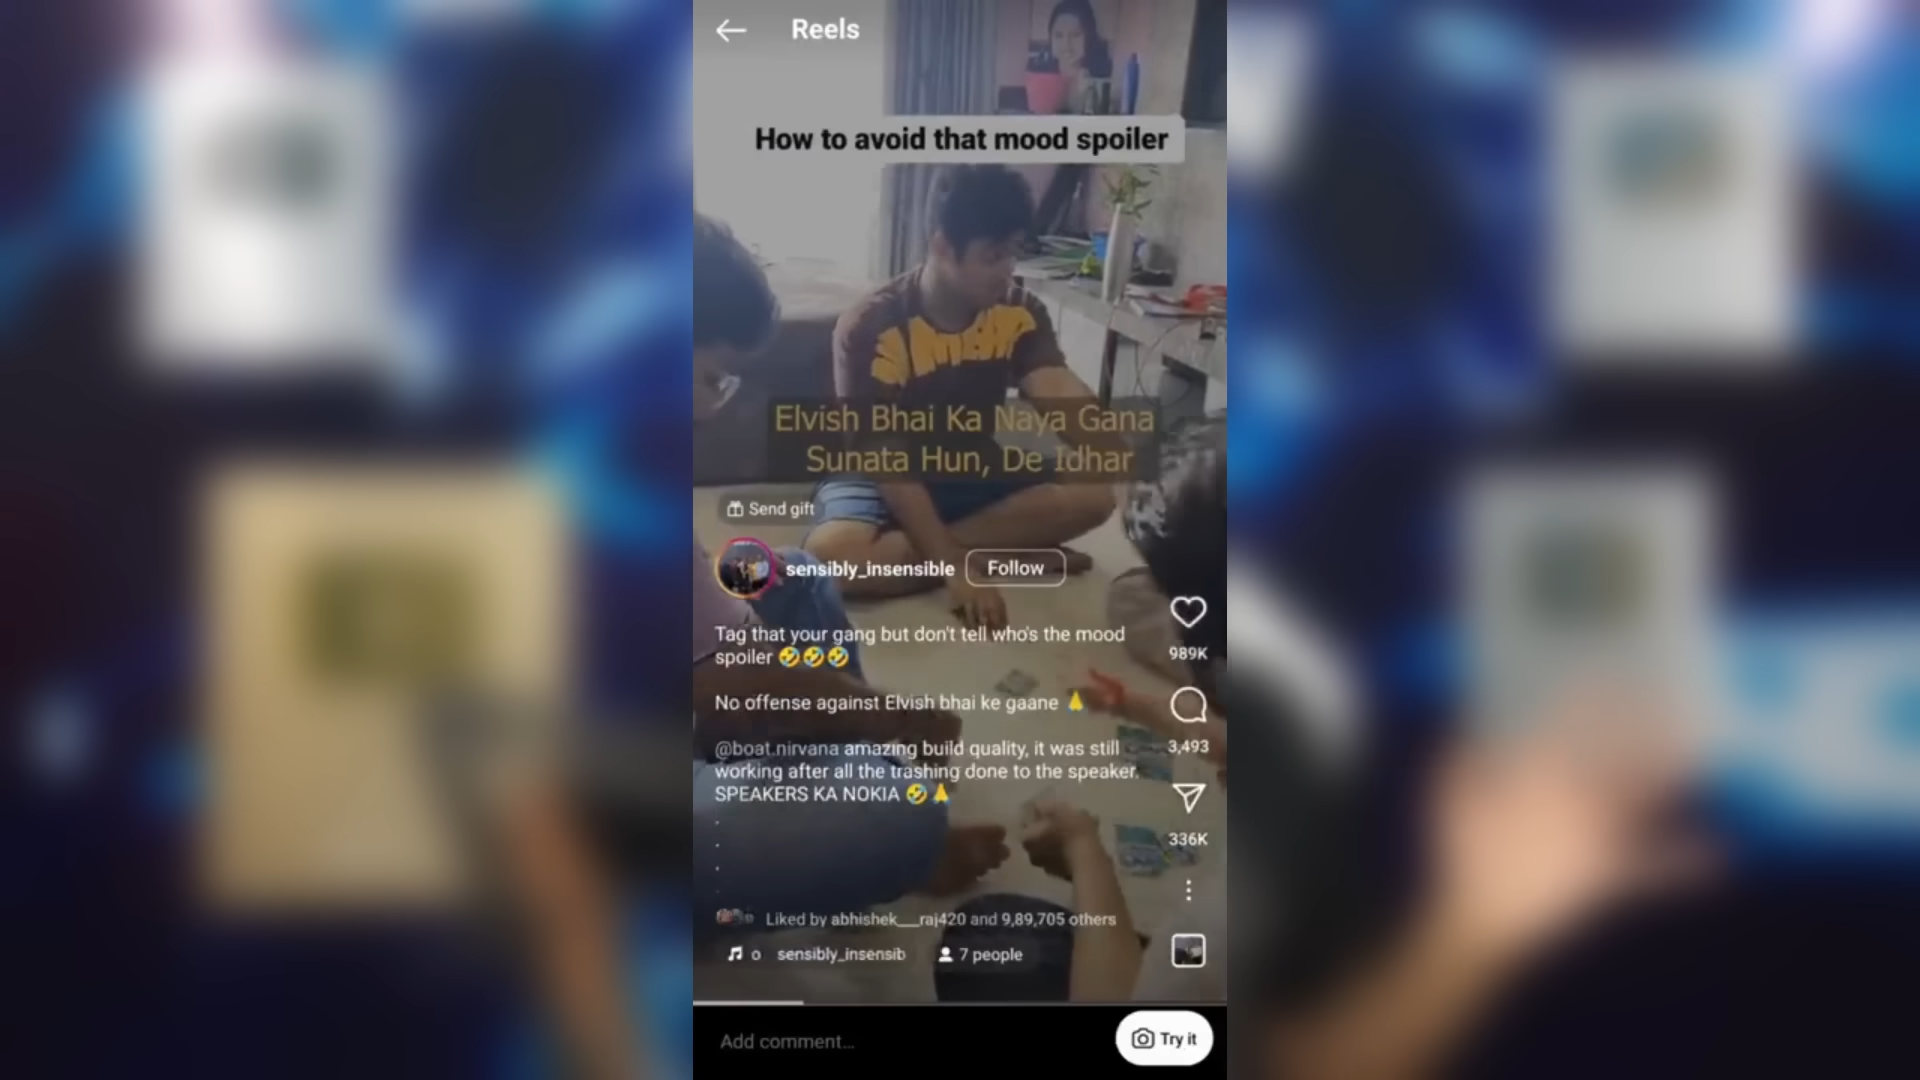 Reels
How to avoid that mood spoiler
Elvish Bhai Ka Naya Gana
Sunata Hun, De Idhar
Send gift
sensibly_insensible Follow
Tag that your gang but don't tell who's the mood
spoiler 🤣🤣🤣
989K
No offense against Elvish bhai ke gaane 🙏
@boat.nirvana amazing build quality, it was still
3,493
working after all the trashing done to the speaker.
SPEAKERS KA NOKIA 🤣🙏
.
336K
.
.
Liked by abhishek___raj420 and 9,89,705 others
o sensibly_insensib 7 people
Add comment...
Try it